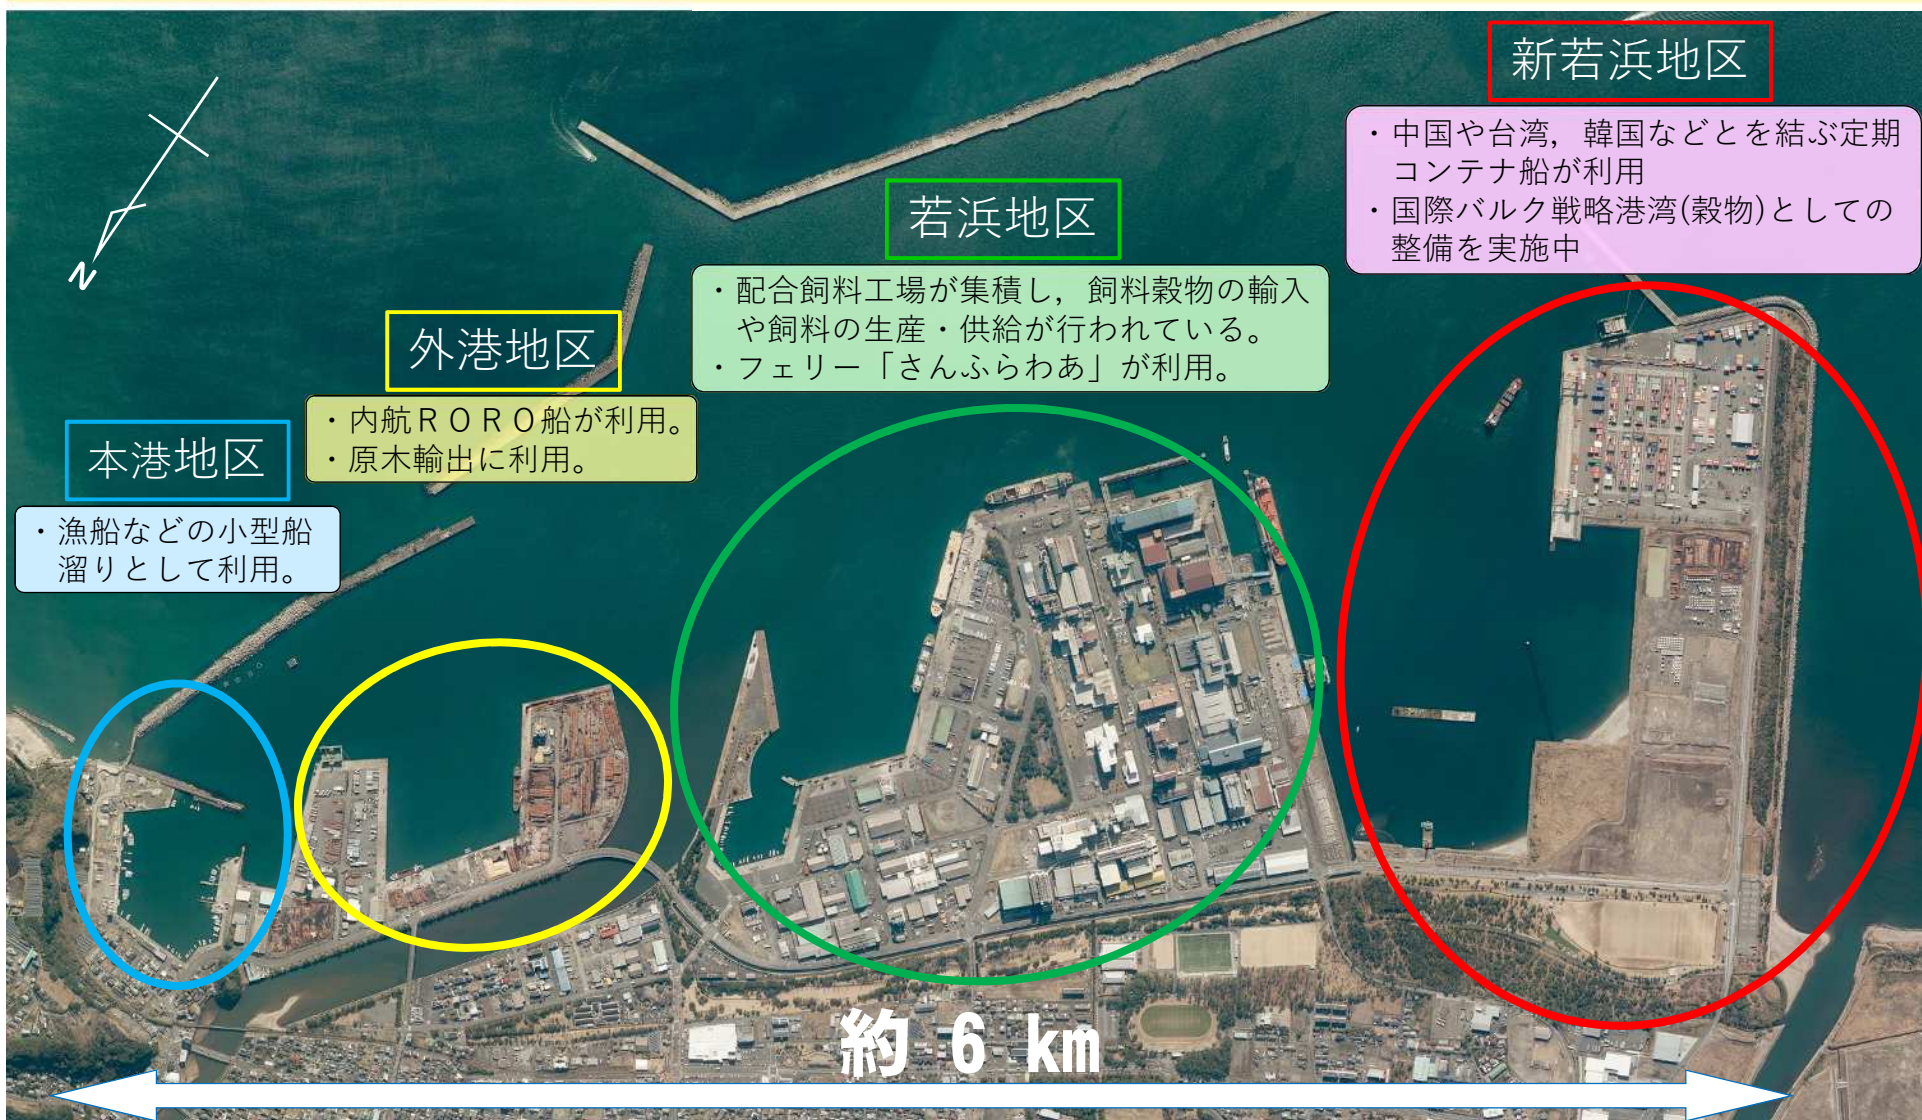 新若浜地区
・中国や台湾，韓国などとを結ぶ定期
コンテナ船が利用
・国際バルク戦略港湾(穀物)としての
整備を実施中
若浜地区
・配合飼料工場が集積し，飼料穀物の輸入
や飼料の生産・供給が行われている。
・フェリー「さんふらわあ」が利用。
外港地区
・内航ＲＯＲＯ船が利用。
・原木輸出に利用。
本港地区
・漁船などの小型船
溜りとして利用。
N
約 6 km